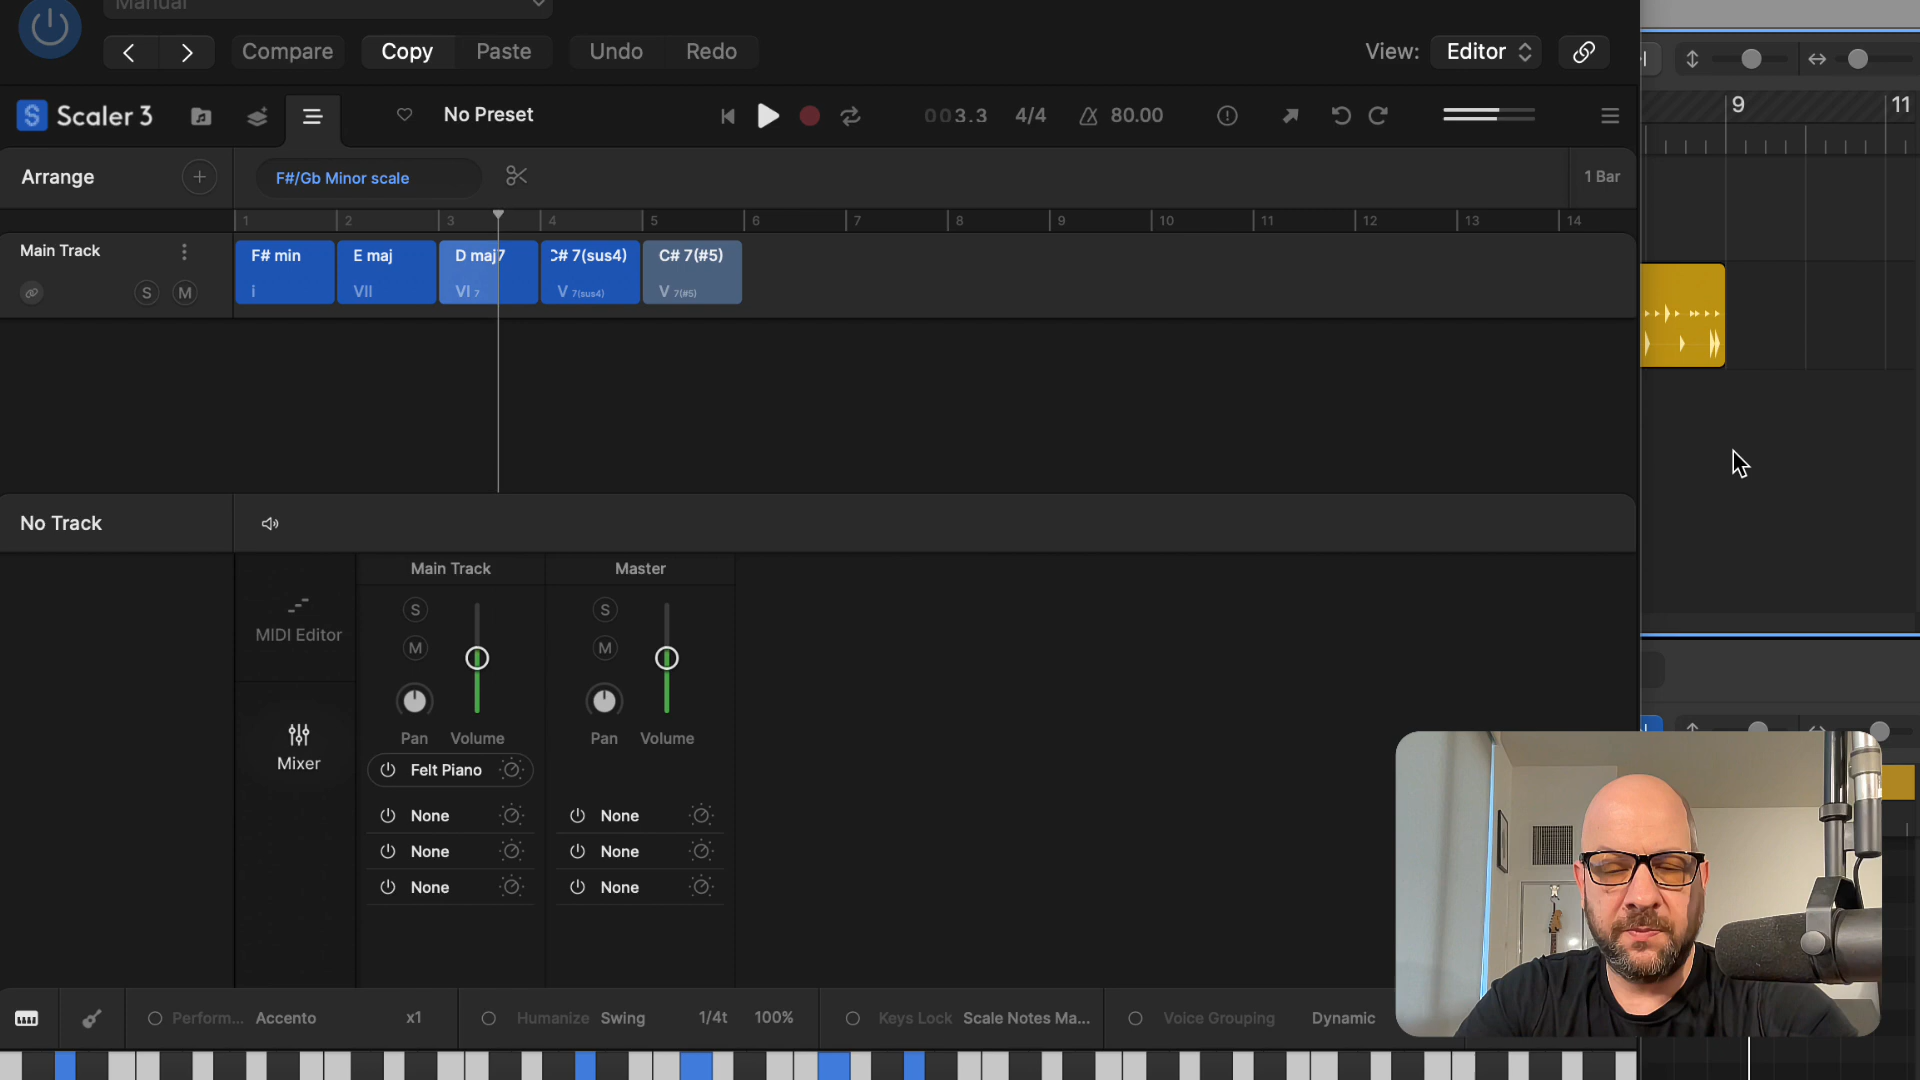 Manual
Compare Copy Paste Undo Redo View: Editor
Scaler 3 No Preset 003.3 4/4 80.00
9 11
Arrange F#/Gb Minor scale 1 Bar
1 2 3 4 5 6 7 8 9 10 11 12 13 14
Main Track F# min E maj D maj7 C# 7(sus4) C# 7(#5)
S M i VII VI 7 V 7(sus4) V 7(#5)
No Track
Main Track Master
S S
MIDI Editor M M
Mixer Pan Volume Pan Volume
Felt Piano
None None
None None
None None
Perform... Accento x1 Humanize Swing 1/4t 100% Keys Lock Scale Notes Ma... Voice Grouping Dynamic